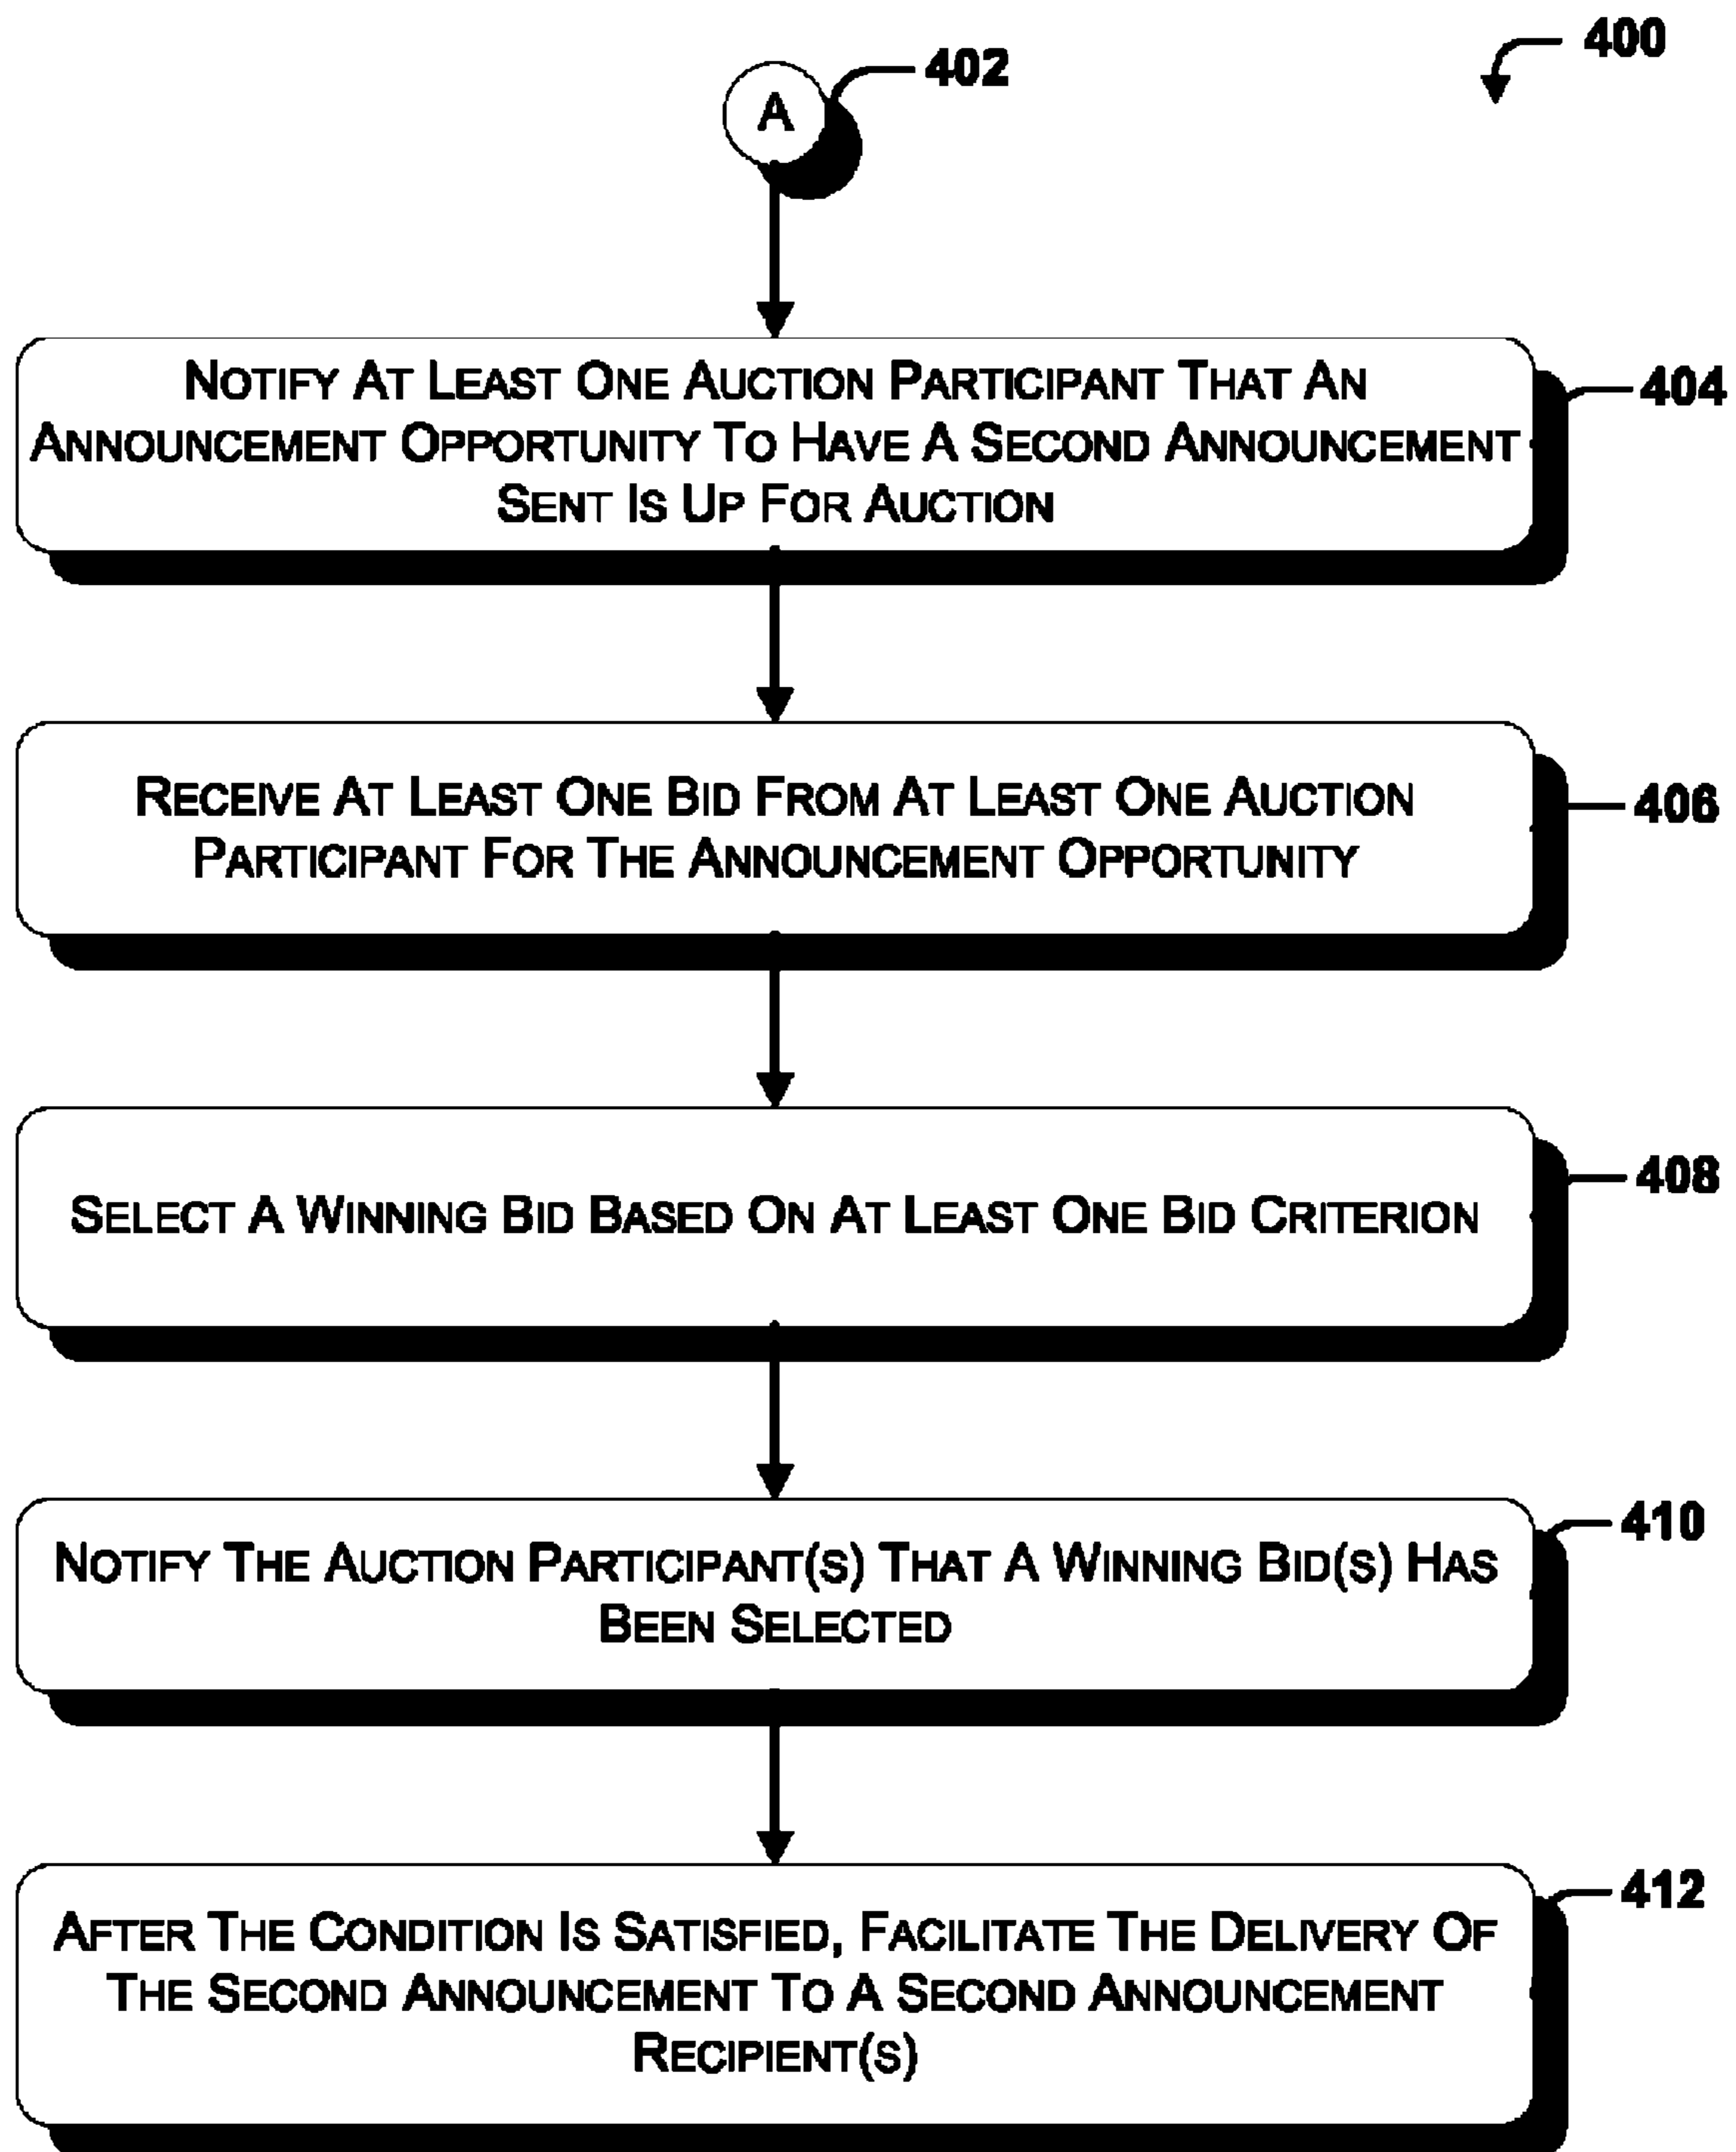 400
402
A
NOTIFY AT LEAST ONE AUCTION PARTICIPANT THAT AN
ANNOUNCEMENT OPPORTUNITY TO HAVE A SECOND ANNOUNCEMENT
SENT IS UP FOR AUCTION
404
RECEIVE AT LEAST ONE BID FROM AT LEAST ONE AUCTION
PARTICIPANT FOR THE ANNOUNCEMENT OPPORTUNITY
406
SELECT A WINNING BID BASED ON AT LEAST ONE BID CRITERION
408
NOTIFY THE AUCTION PARTICIPANT(S) THAT A WINNING BID(S) HAS
BEEN SELECTED
410
AFTER THE CONDITION IS SATISFIED, FACILITATE THE DELIVERY OF
THE SECOND ANNOUNCEMENT TO A SECOND ANNOUNCEMENT
RECIPIENT(S)
412